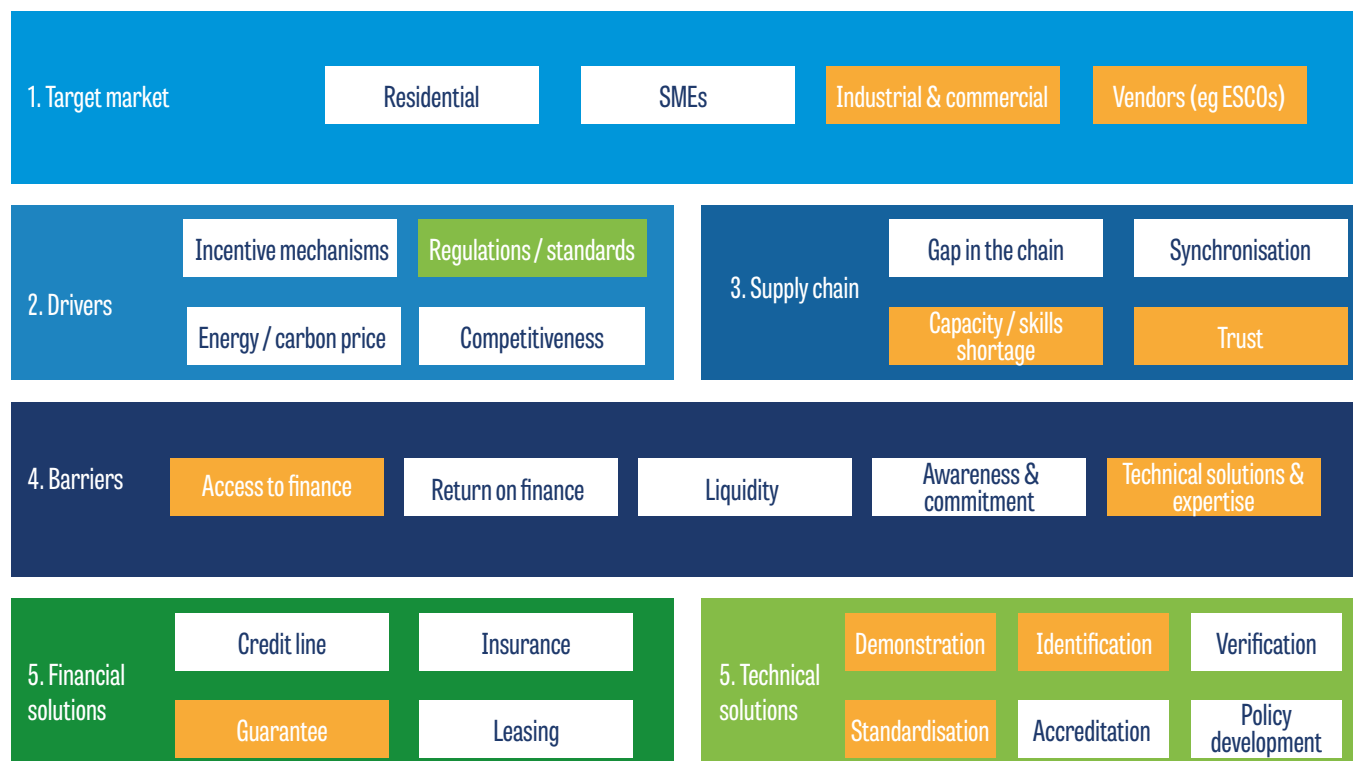 1. Target market
Residential
SMEs
Industrial & commercial
Vendors (eg ESCOs)
2. Drivers
Incentive mechanisms
Regulations / standards
Energy / carbon price
Competitiveness
3. Supply chain
Gap in the chain
Synchronisation
Capacity / skills
shortage
Trust
4. Barriers
Access to finance
Return on finance
Liquidity
Awareness &
commitment
Technical solutions &
expertise
5. Financial
solutions
Credit line
Insurance
Guarantee
Leasing
5. Technical
solutions
Demonstration
Identification
Verification
Standardisation
Accreditation
Policy
development